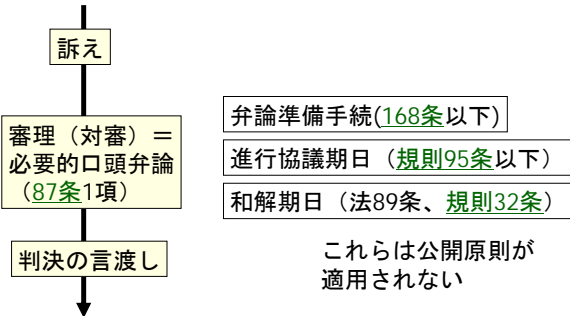 訴え
審理（対審）＝
必要的口頭弁論
（87条1項）
判決の言渡し
弁論準備手続(168条以下)
進行協議期日（規則95条以下）
和解期日（法89条、規則32条）
これらは公開原則が
適用されない